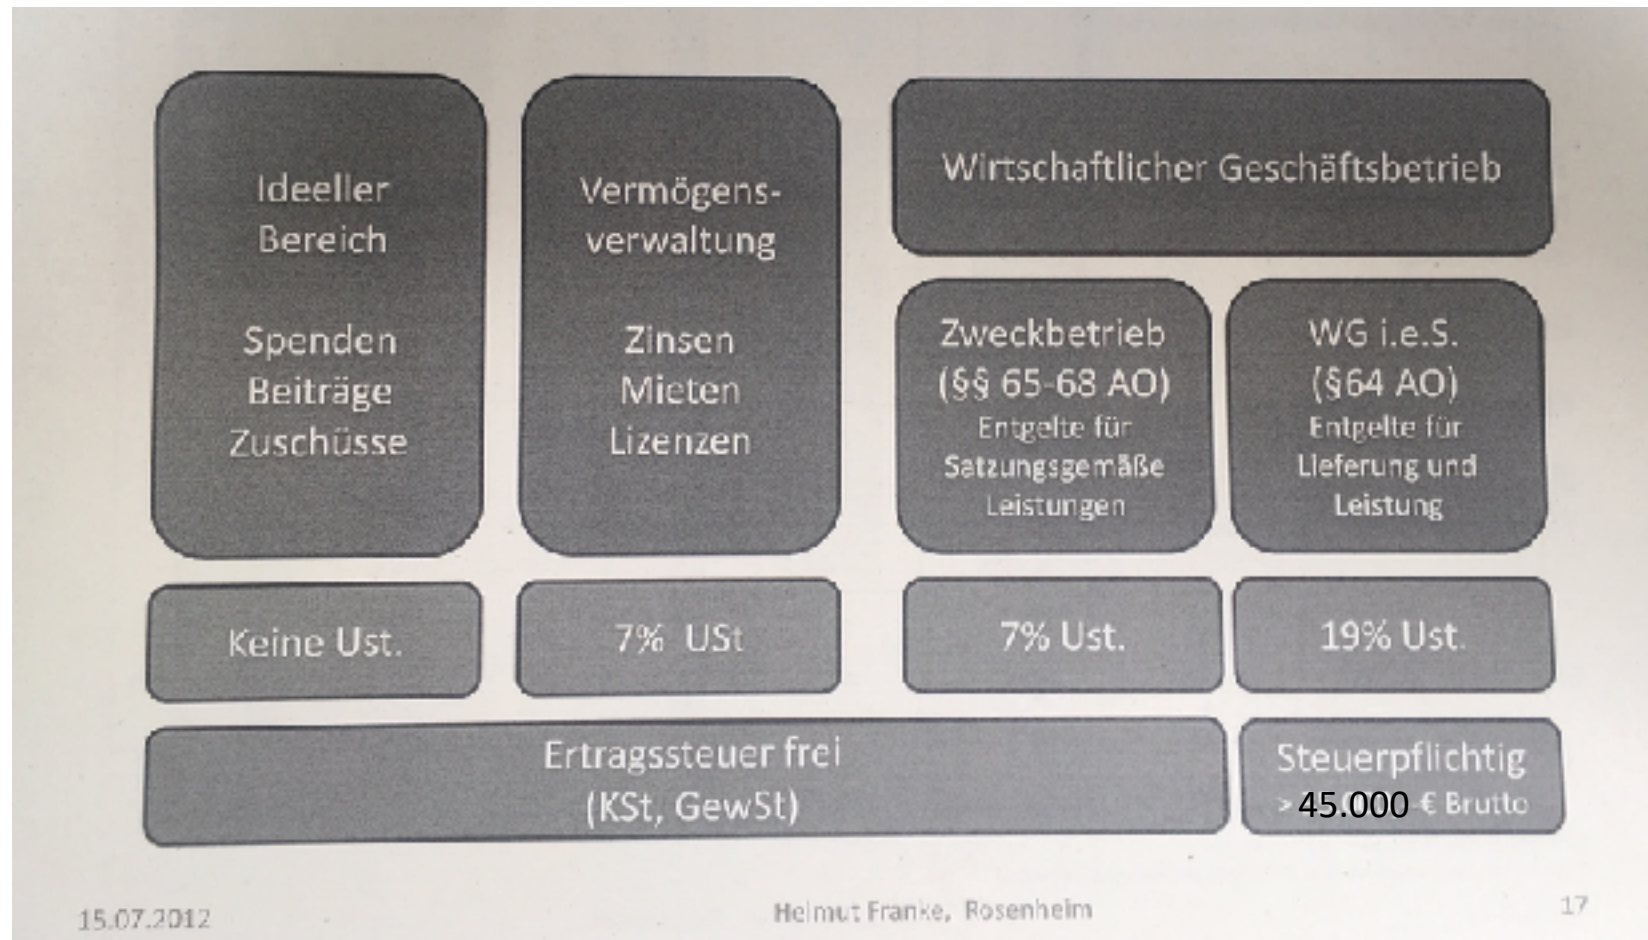 Ideeller
Bereich
Spenden
Beiträge
Zuschüsse
Vermögens-
verwaltung
Zinsen
Mieten
Lizenzen
Wirtschaftlicher Geschäftsbetrieb
Zweckbetrieb
(§§ 65-68 AO)
Entgelte für
Satzungsgemäße
Leistungen
WG i.e.S.
(§64 AO)
Entgelte für
Lieferung und
Leistung
Keine Ust.
7% USt
7% Ust.
19% Ust.
Ertragssteuer frei
(KSt, GewSt)
Steuerpflichtig
> 45.000 € Brutto
15.07.2012
Helmut Franke, Rosenheim
17